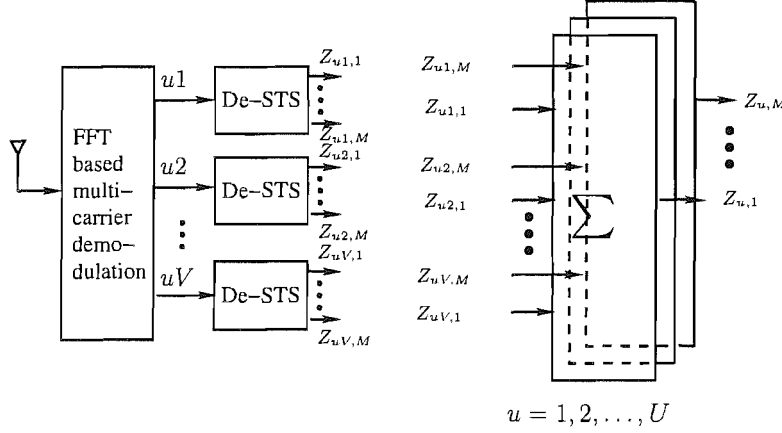 FFT
based
multi–
carrier
demo–
dulation
u1
u2
uV
De–STS
De–STS
De–STS
Z_{u1,1}
Z_{u1,M}
Z_{u2,1}
Z_{u2,M}
Z_{uV,1}
Z_{uV,M}
Z_{u1,M}
Z_{u1,1}
Z_{u2,M}
Z_{u2,1}
Z_{uV,M}
Z_{uV,1}
Σ
Z_{u,M}
Z_{u,1}
u = 1, 2, . . . , U